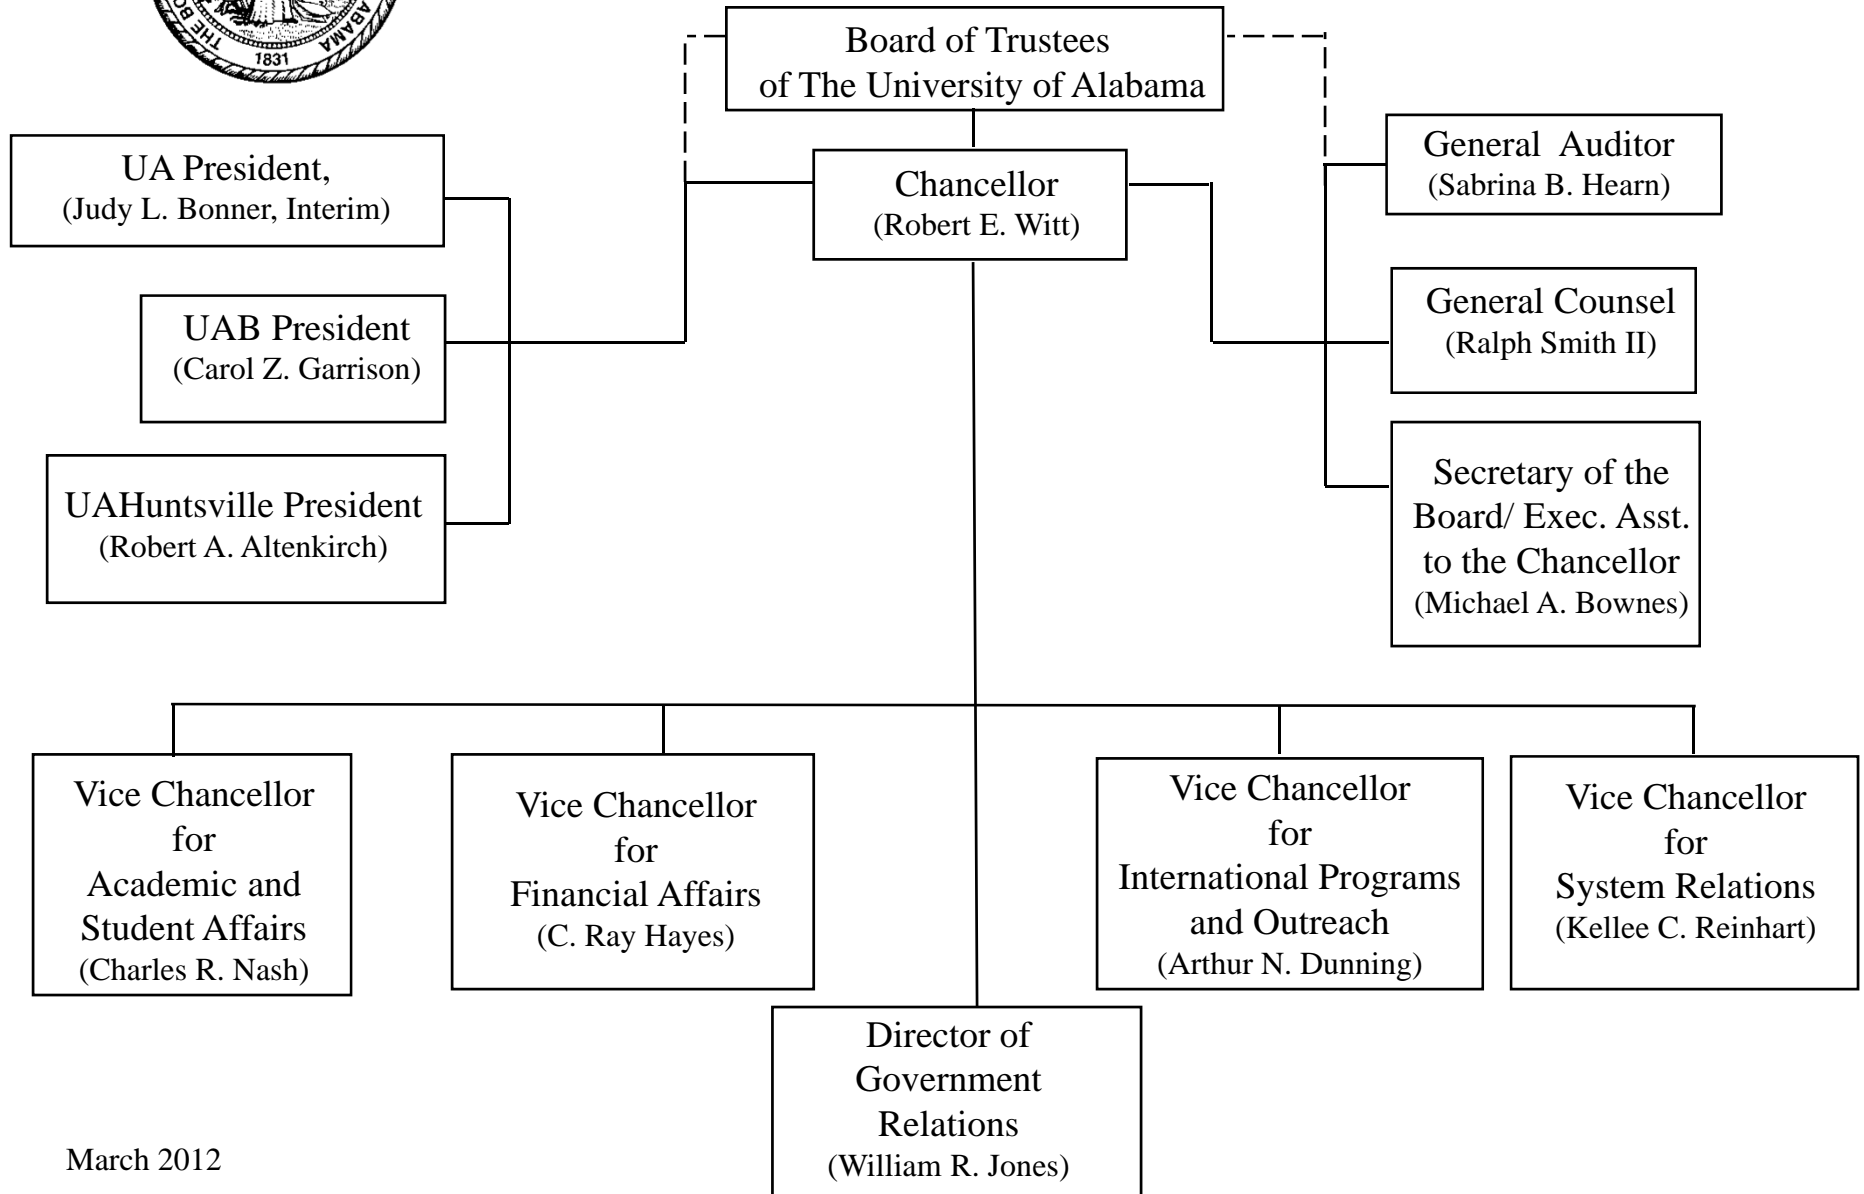 THE BO
ABAMA
1831
Board of Trustees
of The University of Alabama
UA President,
(Judy L. Bonner, Interim)
Chancellor
(Robert E. Witt)
General Auditor
(Sabrina B. Hearn)
UAB President
(Carol Z. Garrison)
General Counsel
(Ralph Smith II)
UAHuntsville President
(Robert A. Altenkirch)
Secretary of the
Board/ Exec. Asst.
to the Chancellor
(Michael A. Bownes)
Vice Chancellor
for
Academic and
Student Affairs
(Charles R. Nash)
Vice Chancellor
for
Financial Affairs
(C. Ray Hayes)
Vice Chancellor
for
International Programs
and Outreach
(Arthur N. Dunning)
Vice Chancellor
for
System Relations
(Kellee C. Reinhart)
Director of
Government
Relations
(William R. Jones)
March 2012